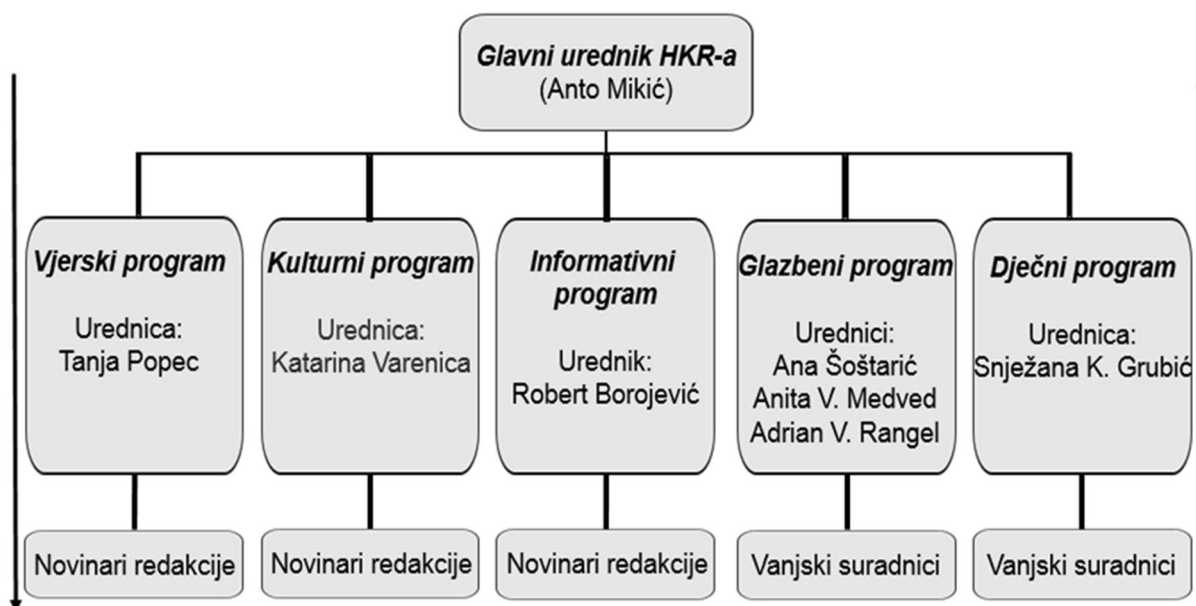 Glavni urednik HKR-a
(Anto Mikić)
Vjerski program
Urednica:
Tanja Popec
Kulturni program
Urednica:
Katarina Varenica
Informativni
program
Urednik:
Robert Borojević
Glazbeni program
Urednici:
Ana Šoštarić
Anita V. Medved
Adrian V. Rangel
Dječni program
Urednica:
Snježana K. Grubić
Novinari redakcije
Novinari redakcije
Novinari redakcije
Vanjski suradnici
Vanjski suradnici